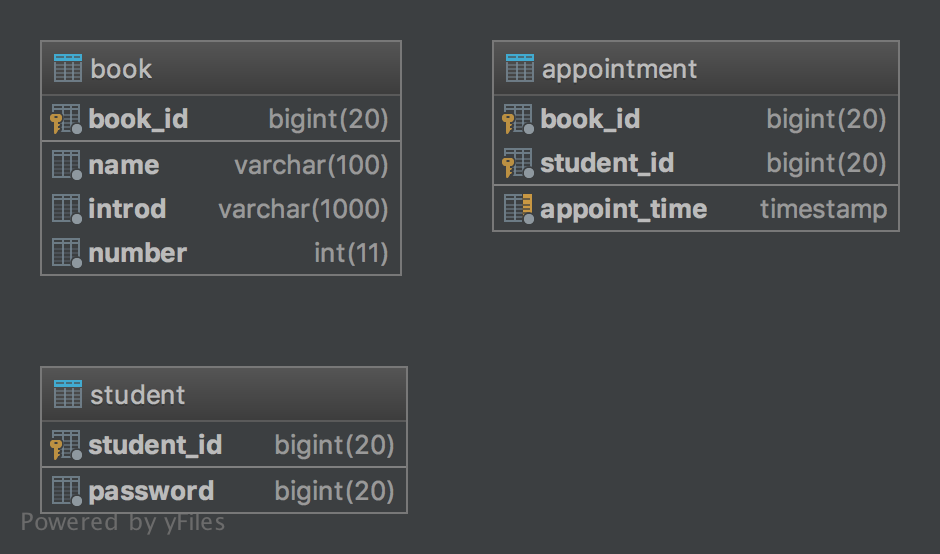 book
book_id bigint(20)
name varchar(100)
introd varchar(1000)
number int(11)
appointment
book_id bigint(20)
student_id bigint(20)
appoint_time timestamp
student
student_id bigint(20)
password bigint(20)
Powered by yFiles